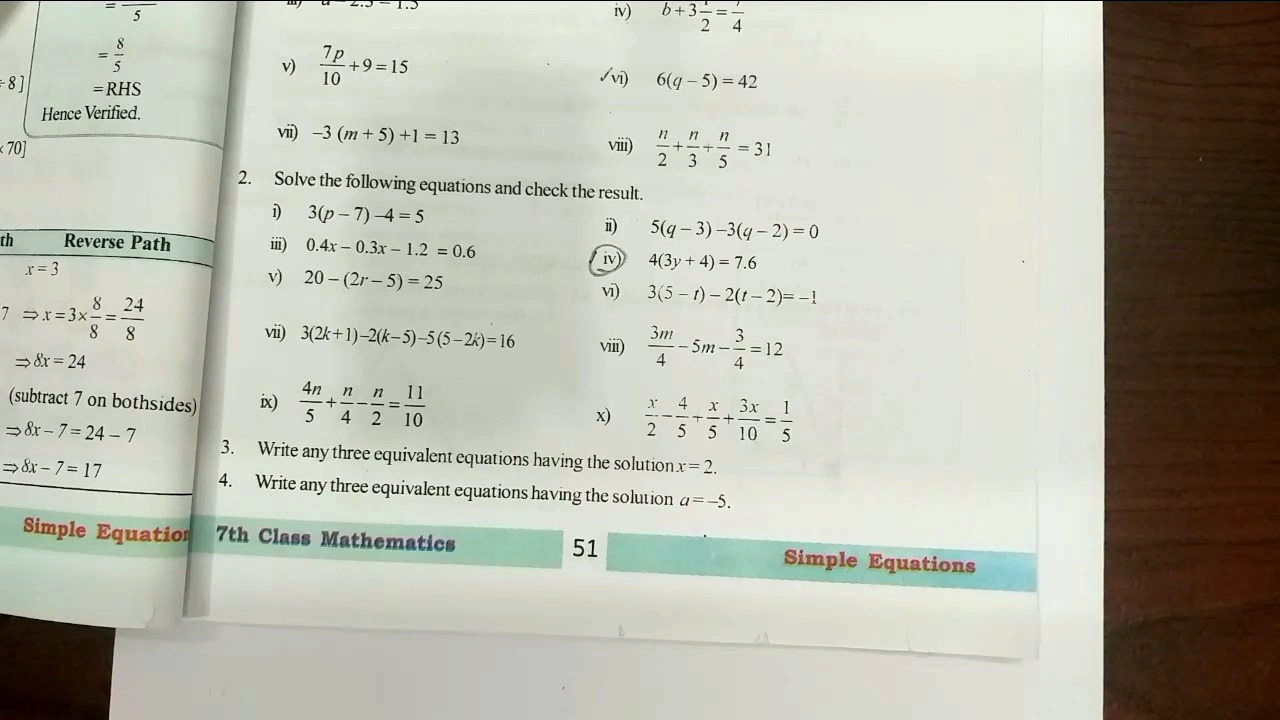 = 5
= 8/5
÷8]
= RHS
Hence Verified.
×70]
Reverse Path
x = 3
7 ⇒ x = 3 × 8/8 = 24/8
⇒ 8x = 24
(subtract 7 on bothsides)
⇒ 8x – 7 = 24 – 7
⇒ 8x – 7 = 17
Simple Equation
iv) b + 3 1/2 = 7/4
v) 7p/10 + 9 = 15
vi) 6(q – 5) = 42
vii) –3 (m + 5) +1 = 13
viii) n/2 + n/3 + n/5 = 31
2. Solve the following equations and check the result.
i) 3(p – 7) –4 = 5
ii) 5(q – 3) –3(q – 2) = 0
iii) 0.4x – 0.3x – 1.2 = 0.6
iv) 4(3y + 4) = 7.6
v) 20 – (2r – 5) = 25
vi) 3(5 – t) – 2(t – 2)= –1
vii) 3(2k+1)–2(k–5)–5(5–2k)=16
viii) 3m/4 – 5m – 3/4 = 12
ix) 4n/5 + n/4 – n/2 = 11/10
x) x/2 – 4/5 + x/5 + 3x/10 = 1/5
3. Write any three equivalent equations having the solution x = 2.
4. Write any three equivalent equations having the solution a = –5.
7th Class Mathematics 51 Simple Equations